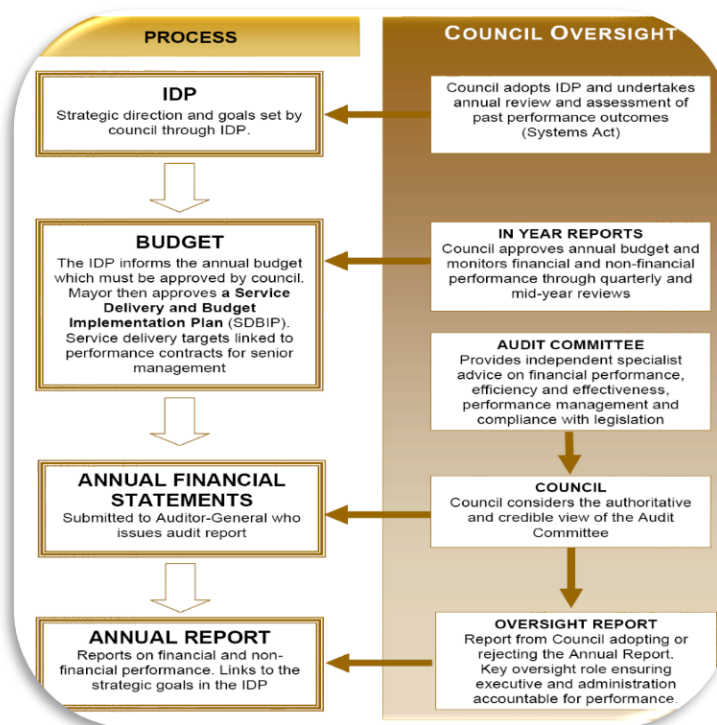 PROCESS
IDP
Strategic direction and goals set by
council through IDP.
BUDGET
The IDP informs the annual budget
which must be approved by council.
Mayor then approves a Service
Delivery and Budget
Implementation Plan (SDBIP).
Service delivery targets linked to
performance contracts for senior
management
ANNUAL FINANCIAL
STATEMENTS
Submitted to Auditor-General who
issues audit report
ANNUAL REPORT
Reports on financial and non-
financial performance. Links to the
strategic goals in the IDP
COUNCIL OVERSIGHT
Council adopts IDP and undertakes
annual review and assessment of
past performance outcomes
(Systems Act)
IN YEAR REPORTS
Council approves annual budget and
monitors financial and non-financial
performance through quarterly and
mid-year reviews
AUDIT COMMITTEE
Provides independent specialist
advice on financial performance,
efficiency and effectiveness,
performance management and
compliance with legislation
COUNCIL
Council considers the authoritative
and credible view of the Audit
Committee
OVERSIGHT REPORT
Report from Council adopting or
rejecting the Annual Report.
Key oversight role ensuring
executive and administration
accountable for performance.